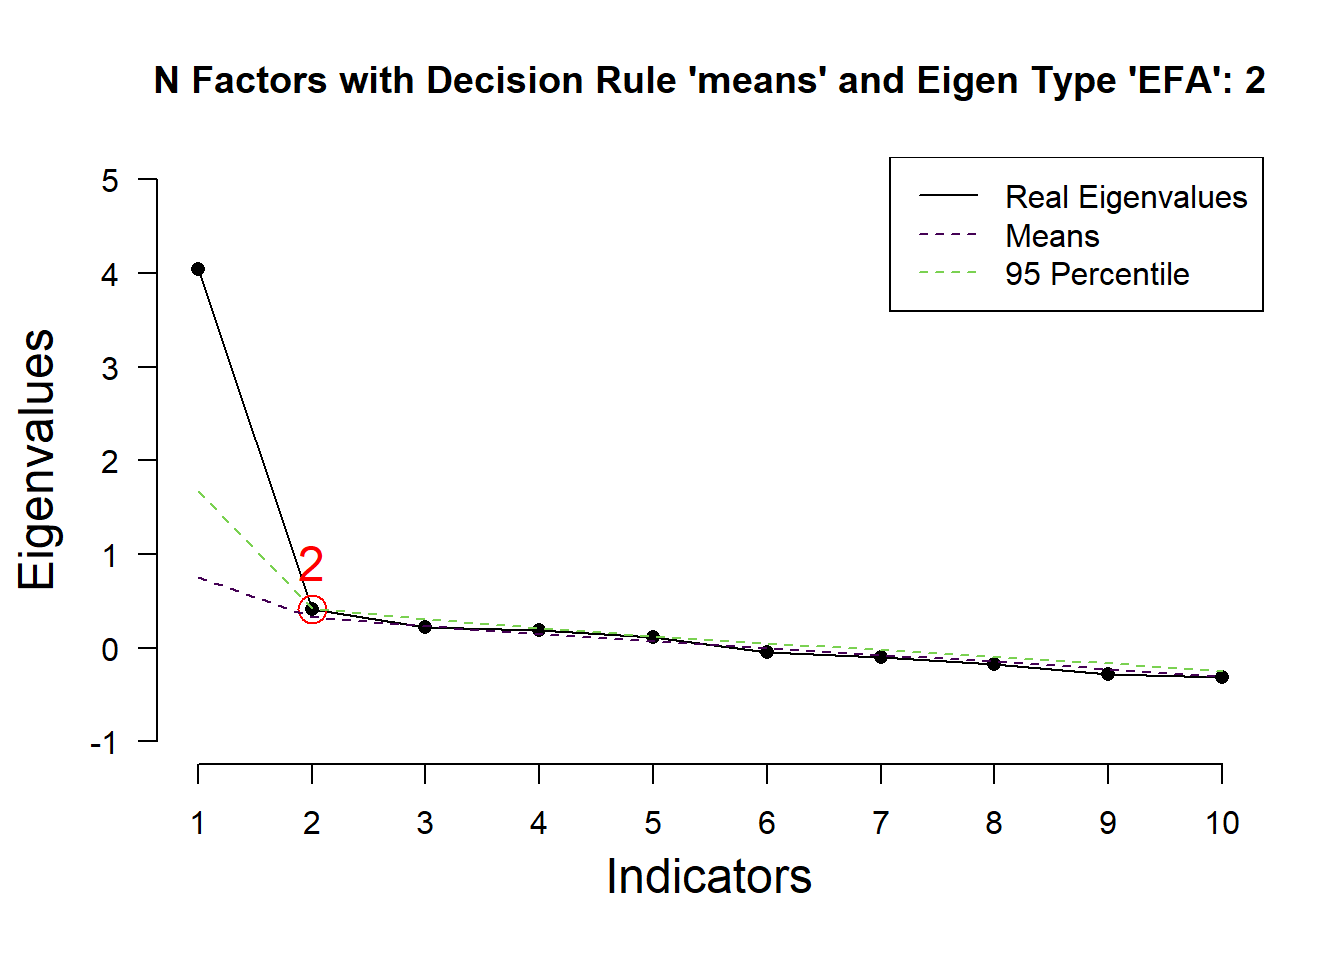 N Factors with Decision Rule 'means' and Eigen Type 'EFA': 2
Real Eigenvalues
Means
95 Percentile
5
4
3
2
1
0
-1
Eigenvalues
2
1 2 3 4 5 6 7 8 9 10
Indicators